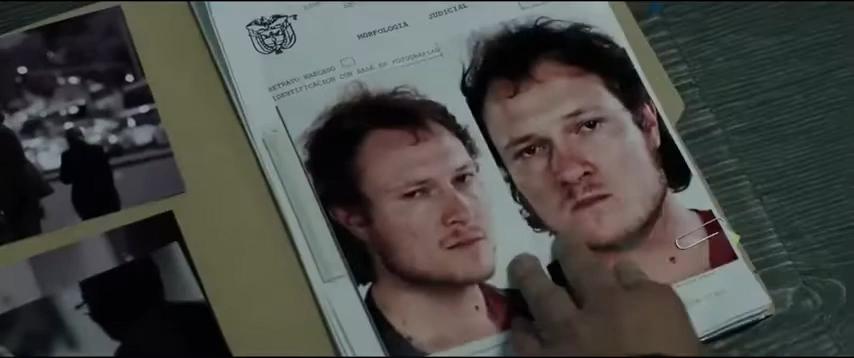 MORFOLOGIA JUDICIAL
RETRATO HABLADO
IDENTIFICACION CON BASE EN FOTOGRAFIAS